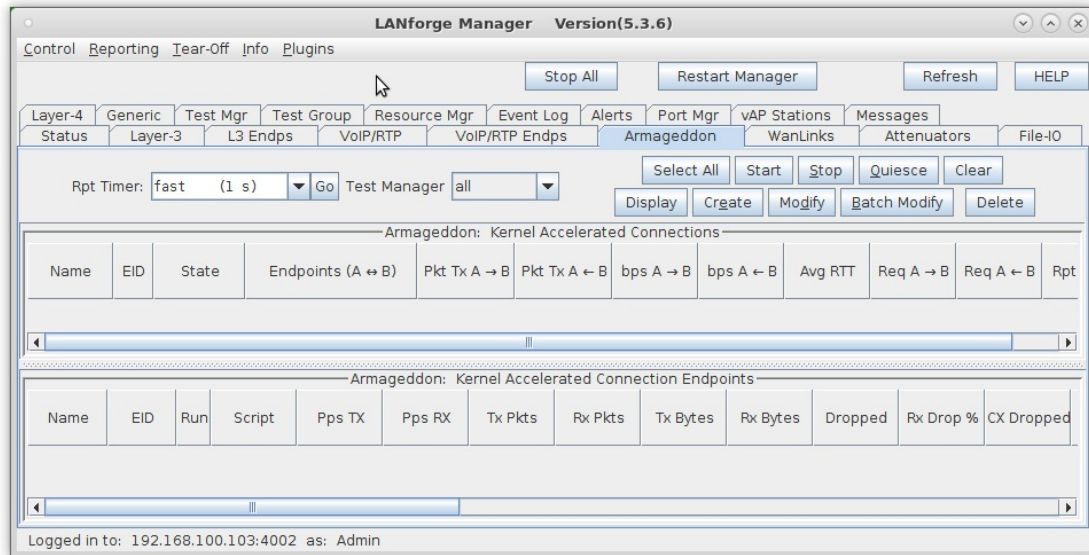 LANforge Manager Version(5.3.6)
Control Reporting Tear-Off Info Plugins
Stop All Restart Manager Refresh HELP
Layer-4 Generic Test Mgr Test Group Resource Mgr Event Log Alerts Port Mgr vAP Stations Messages
Status Layer-3 L3 Endps VoIP/RTP VoIP/RTP Endps Armageddon WanLinks Attenuators File-IO
Rpt Timer: fast (1 s) Go Test Manager all Select All Start Stop Quiesce Clear
Display Create Modify Batch Modify Delete
Armageddon: Kernel Accelerated Connections
Name EID State Endpoints (A ↔ B) Pkt Tx A → B Pkt Tx A ← B bps A → B bps A ← B Avg RTT Req A → B Req A ← B Rpt
Armageddon: Kernel Accelerated Connection Endpoints
Name EID Run Script Pps TX Pps RX Tx Pkts Rx Pkts Tx Bytes Rx Bytes Dropped Rx Drop % CX Dropped
Logged in to: 192.168.100.103:4002 as: Admin